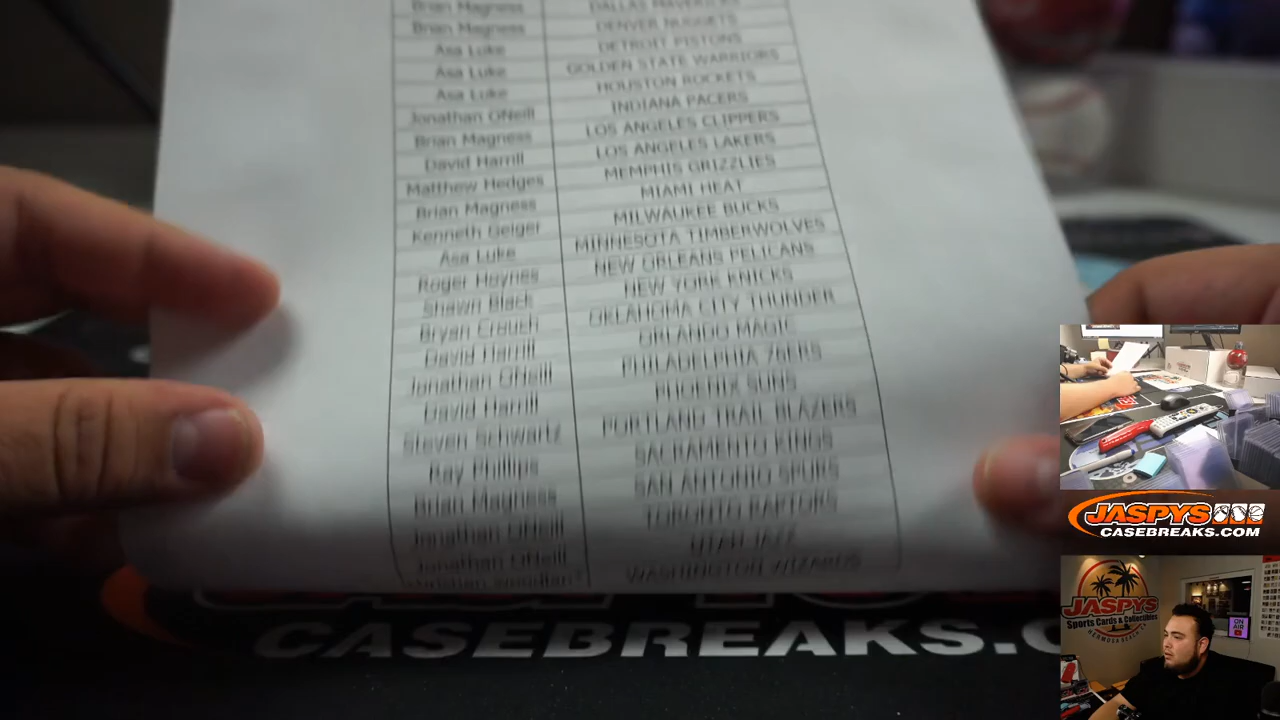 Brian Magness DALLAS MAVERICKS
Brian Magness DENVER NUGGETS
Asa Luke DETROIT PISTONS
Asa Luke GOLDEN STATE WARRIORS
Asa Luke HOUSTON ROCKETS
Jonathan ONeill INDIANA PACERS
Brian Magness LOS ANGELES CLIPPERS
David Harrill LOS ANGELES LAKERS
Matthew Hedges MEMPHIS GRIZZLIES
Brian Magness MIAMI HEAT
Kenneth Geiger MILWAUKEE BUCKS
Asa Luke MINNESOTA TIMBERWOLVES
Roger Haynes NEW ORLEANS PELICANS
Shawn Black NEW YORK KNICKS
Bryan Crouch OKLAHOMA CITY THUNDER
David Harrill ORLANDO MAGIC
Jonathan ONeill PHILADELPHIA 76ERS
David Harrill PHOENIX SUNS
Steven Schwartz PORTLAND TRAIL BLAZERS
Ray Phillips SACRAMENTO KINGS
Brian Magness SAN ANTONIO SPURS
Jonathan ONeill TORONTO RAPTORS
Jonathan ONeill UTAH JAZZ
WASHINGTON WIZARDS
CASEBREAKS.C
JASPYS
CASEBREAKS.COM
JASPYS
Sports Cards & Collectibles
HERMOSA BEACH
ON
AIR